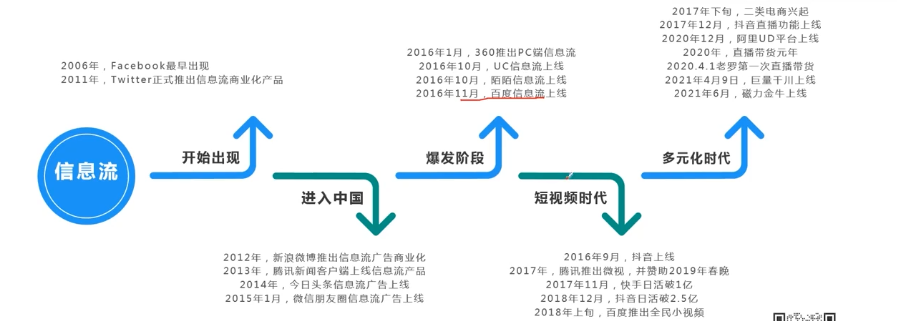 信息流
开始出现
2006年，Facebook最早出现
2011年，Twitter正式推出信息流商业化产品
进入中国
2012年，新浪微博推出信息流广告商业化
2013年，腾讯新闻客户端上线信息流产品
2014年，今日头条信息流广告上线
2015年1月，微信朋友圈信息流广告上线
爆发阶段
2016年1月，360推出PC端信息流
2016年10月，UC信息流上线
2016年10月，陌陌信息流上线
2016年11月，百度信息流上线
短视频时代
2016年9月，抖音上线
2017年，腾讯推出微视，并赞助2019年春晚
2017年11月，快手日活破1亿
2018年12月，抖音日活破2.5亿
2018年上旬，百度推出全民小视频
多元化时代
2017年下旬，二类电商兴起
2017年12月，抖音直播功能上线
2020年12月，阿里UD平台上线
2020年，直播带货元年
2020.4.1老罗第一次直播带货
2021年4月9日，巨量千川上线
2021年6月，磁力金牛上线